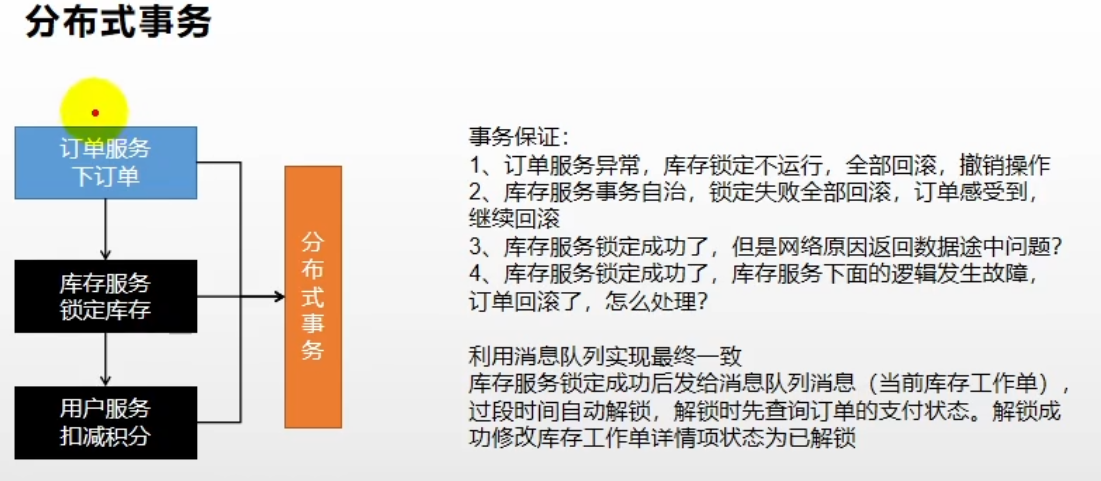 分布式事务
订单服务
下订单
库存服务
锁定库存
用户服务
扣减积分
分布式事务
事务保证：
1、订单服务异常，库存锁定不运行，全部回滚，撤销操作
2、库存服务事务自治，锁定失败全部回滚，订单感受到，
继续回滚
3、库存服务锁定成功了，但是网络原因返回数据途中问题？
4、库存服务锁定成功了，库存服务下面的逻辑发生故障，
订单回滚了，怎么处理？
利用消息队列实现最终一致
库存服务锁定成功后发给消息队列消息（当前库存工作单），
过段时间自动解锁，解锁时先查询订单的支付状态。解锁成
功修改库存工作单详情项状态为已解锁